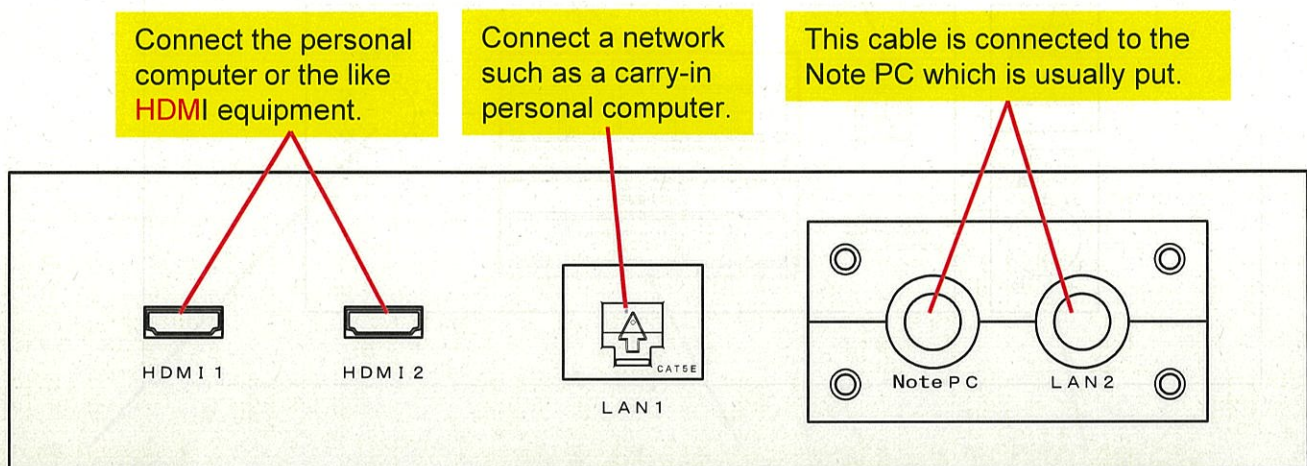 Connect the personal
computer or the like
HDMI equipment.
Connect a network
such as a carry-in
personal computer.
This cable is connected to the
Note PC which is usually put.
HDMI 1
HDMI 2
CAT5E
LAN1
Note PC
LAN2